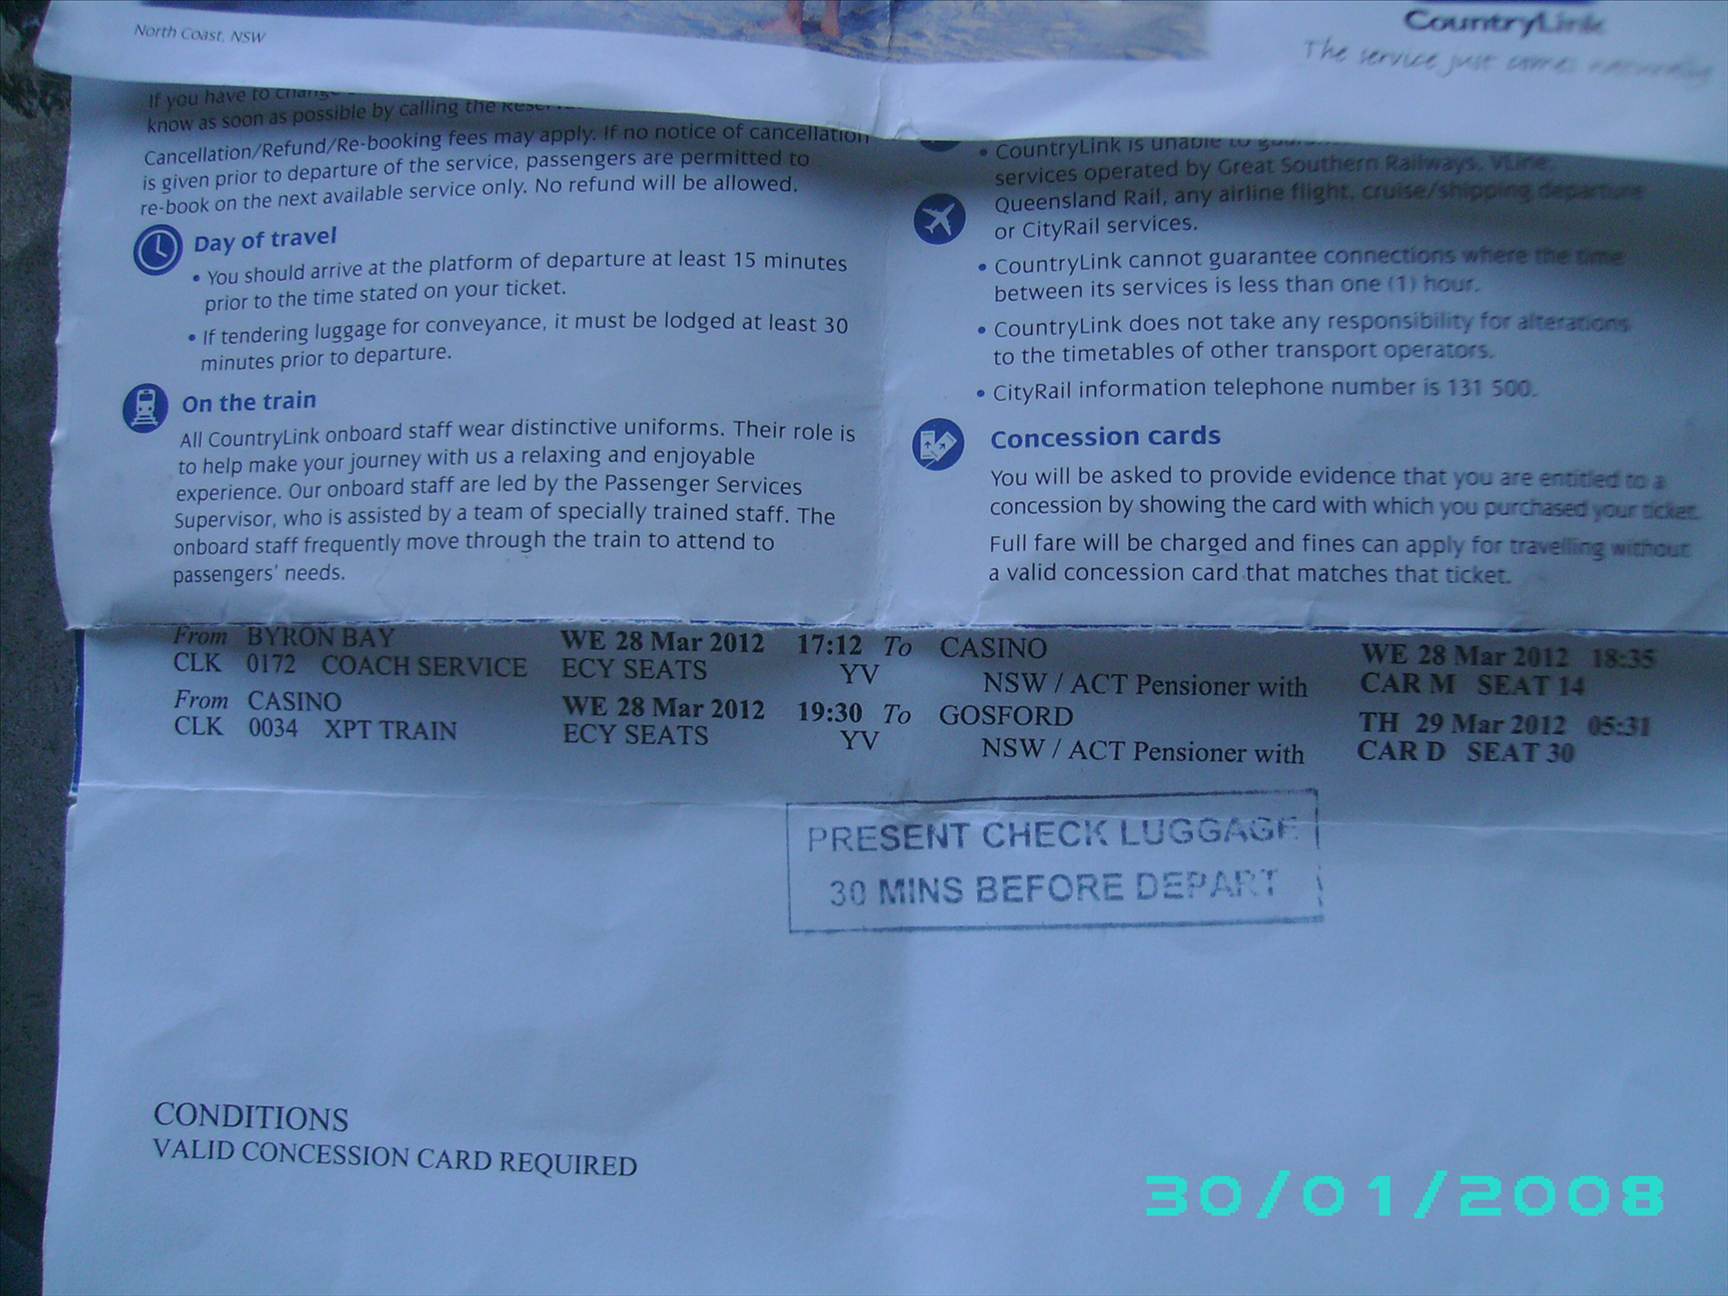 North Coast, NSW
CountryLink
The service just comes naturally
If you have to change
know as soon as possible by calling the
Cancellation/Refund/Re-booking fees may apply. If no notice of cancellation
is given prior to departure of the service, passengers are permitted to
re-book on the next available service only. No refund will be allowed.
Day of travel
• You should arrive at the platform of departure at least 15 minutes
prior to the time stated on your ticket.
• If tendering luggage for conveyance, it must be lodged at least 30
minutes prior to departure.
On the train
All CountryLink onboard staff wear distinctive uniforms. Their role is
to help make your journey with us a relaxing and enjoyable
experience. Our onboard staff are led by the Passenger Services
Supervisor, who is assisted by a team of specially trained staff. The
onboard staff frequently move through the train to attend to
passengers' needs.
• CountryLink is unable to
services operated by Great Southern Railways, VLine,
Queensland Rail, any airline flight, cruise/shipping departure
or CityRail services.
• CountryLink cannot guarantee connections where the time
between its services is less than one (1) hour.
• CountryLink does not take any responsibility for alterations
to the timetables of other transport operators.
• CityRail information telephone number is 131 500.
Concession cards
You will be asked to provide evidence that you are entitled to a
concession by showing the card with which you purchased your ticket.
Full fare will be charged and fines can apply for travelling without
a valid concession card that matches that ticket.
From BYRON BAY WE 28 Mar 2012 17:12 To CASINO WE 28 Mar 2012 18:35
CLK 0172 COACH SERVICE ECY SEATS YV NSW / ACT Pensioner with CAR M SEAT 14
From CASINO WE 28 Mar 2012 19:30 To GOSFORD TH 29 Mar 2012 05:31
CLK 0034 XPT TRAIN ECY SEATS YV NSW / ACT Pensioner with CAR D SEAT 30
PRESENT CHECK LUGGAGE
30 MINS BEFORE DEPART
CONDITIONS
VALID CONCESSION CARD REQUIRED
30/01/2008